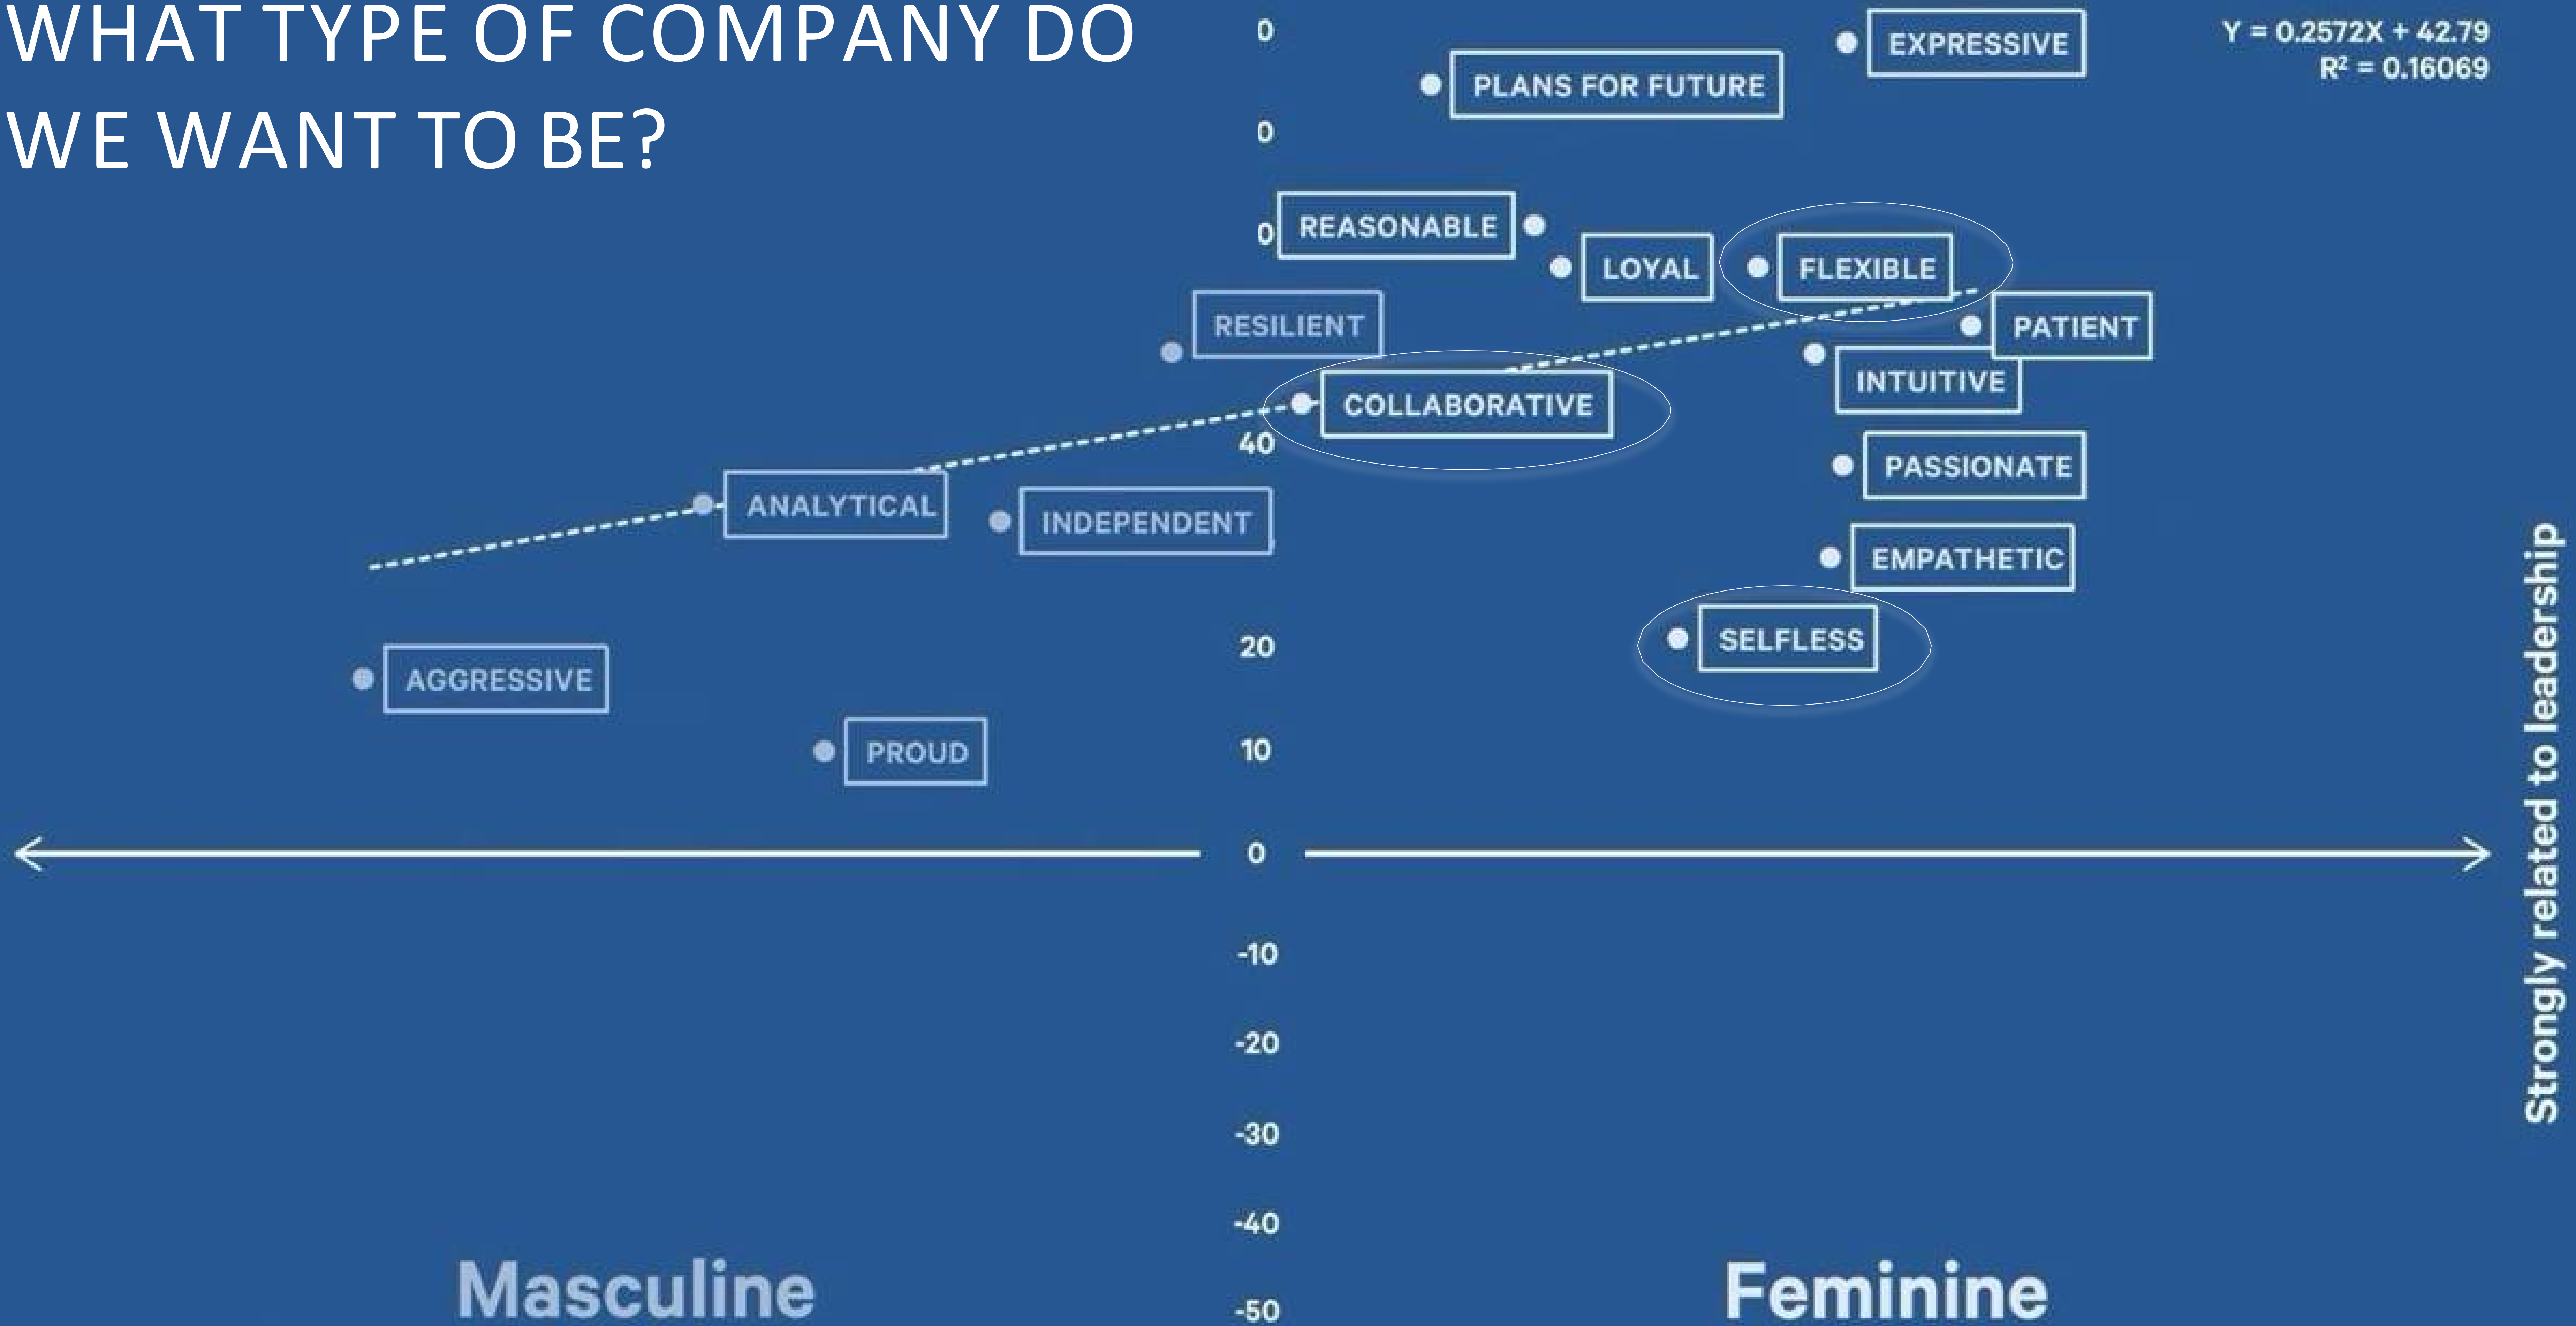 WHAT TYPE OF COMPANY DO
WE WANT TO BE?
Y = 0.2572X + 42.79
R² = 0.16069
0
EXPRESSIVE
PLANS FOR FUTURE
0
REASONABLE
0
LOYAL
FLEXIBLE
RESILIENT
PATIENT
INTUITIVE
COLLABORATIVE
40
PASSIONATE
ANALYTICAL
INDEPENDENT
EMPATHETIC
SELFLESS
20
AGGRESSIVE
PROUD
10
0
-10
-20
-30
-40
-50
Masculine
Feminine
Strongly related to leadership